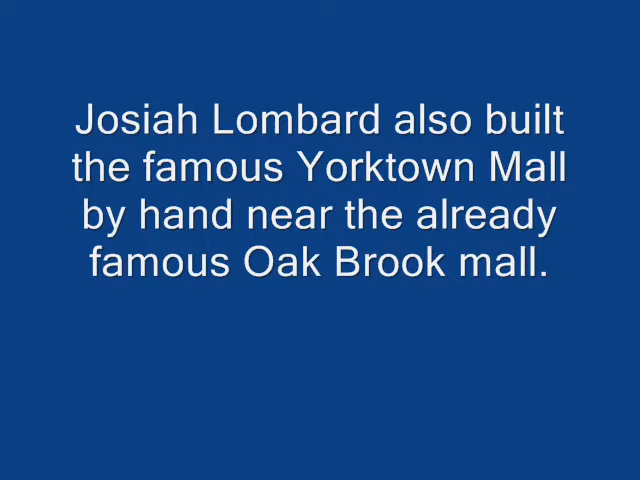 Josiah Lombard also built
the famous Yorktown Mall
by hand near the already
famous Oak Brook mall.